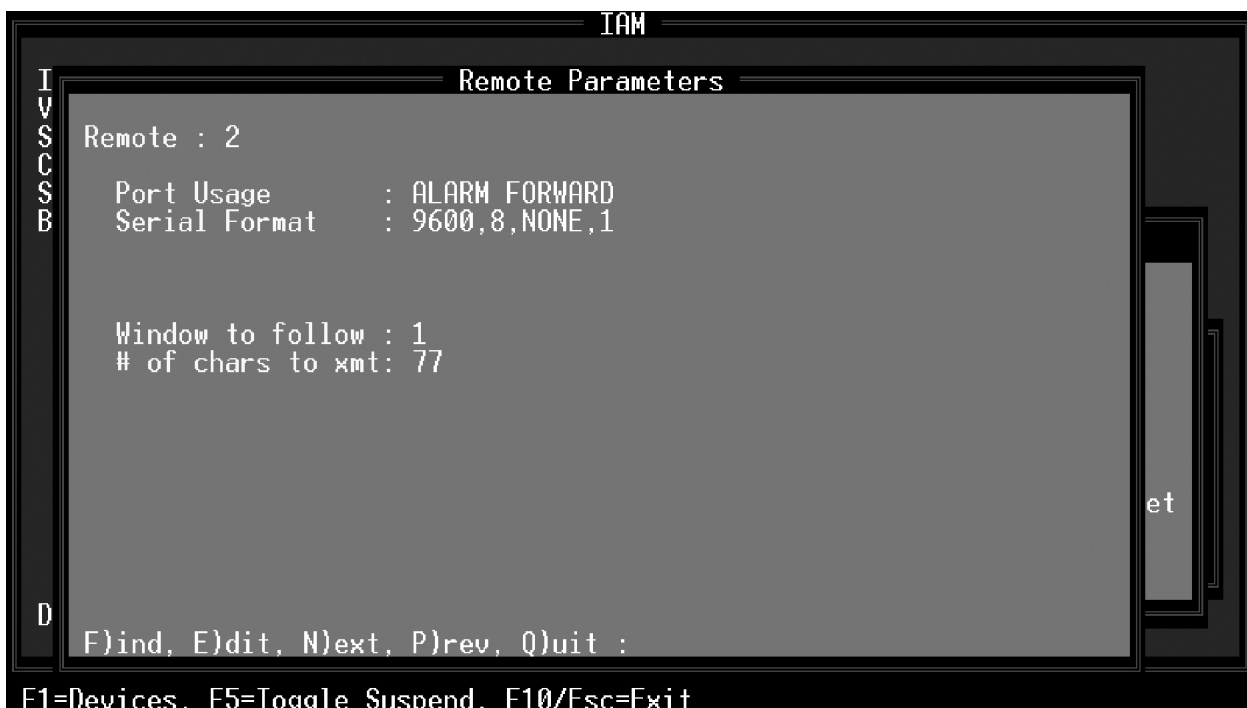 IAM
Remote Parameters
I
V
S
C
S
B
D
Remote : 2
Port Usage : ALARM FORWARD
Serial Format : 9600,8,NONE,1
Window to follow : 1
# of chars to xmt: 77
et
F)ind, E)dit, N)ext, P)rev, Q)uit :
F1=Devices, F5=Toggle Suspend, F10/Esc=Exit